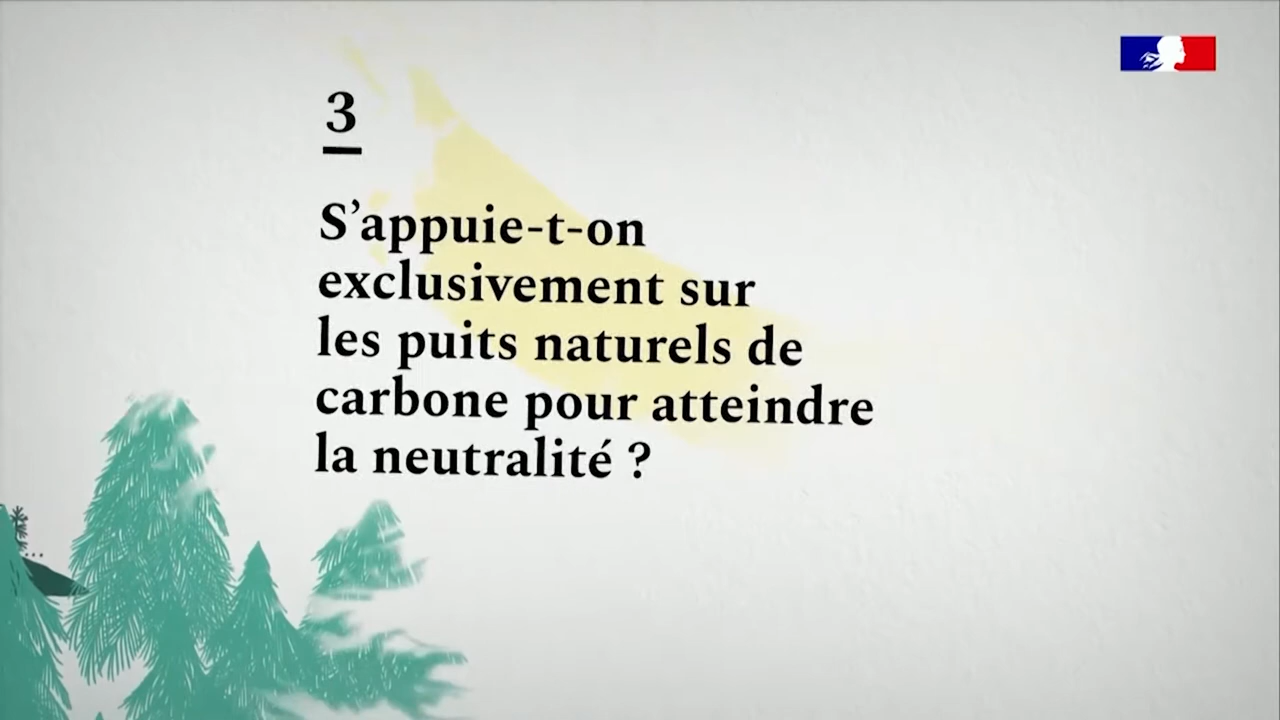 3
S’appuie-t-on
exclusivement sur
les puits naturels de
carbone pour atteindre
la neutralité ?